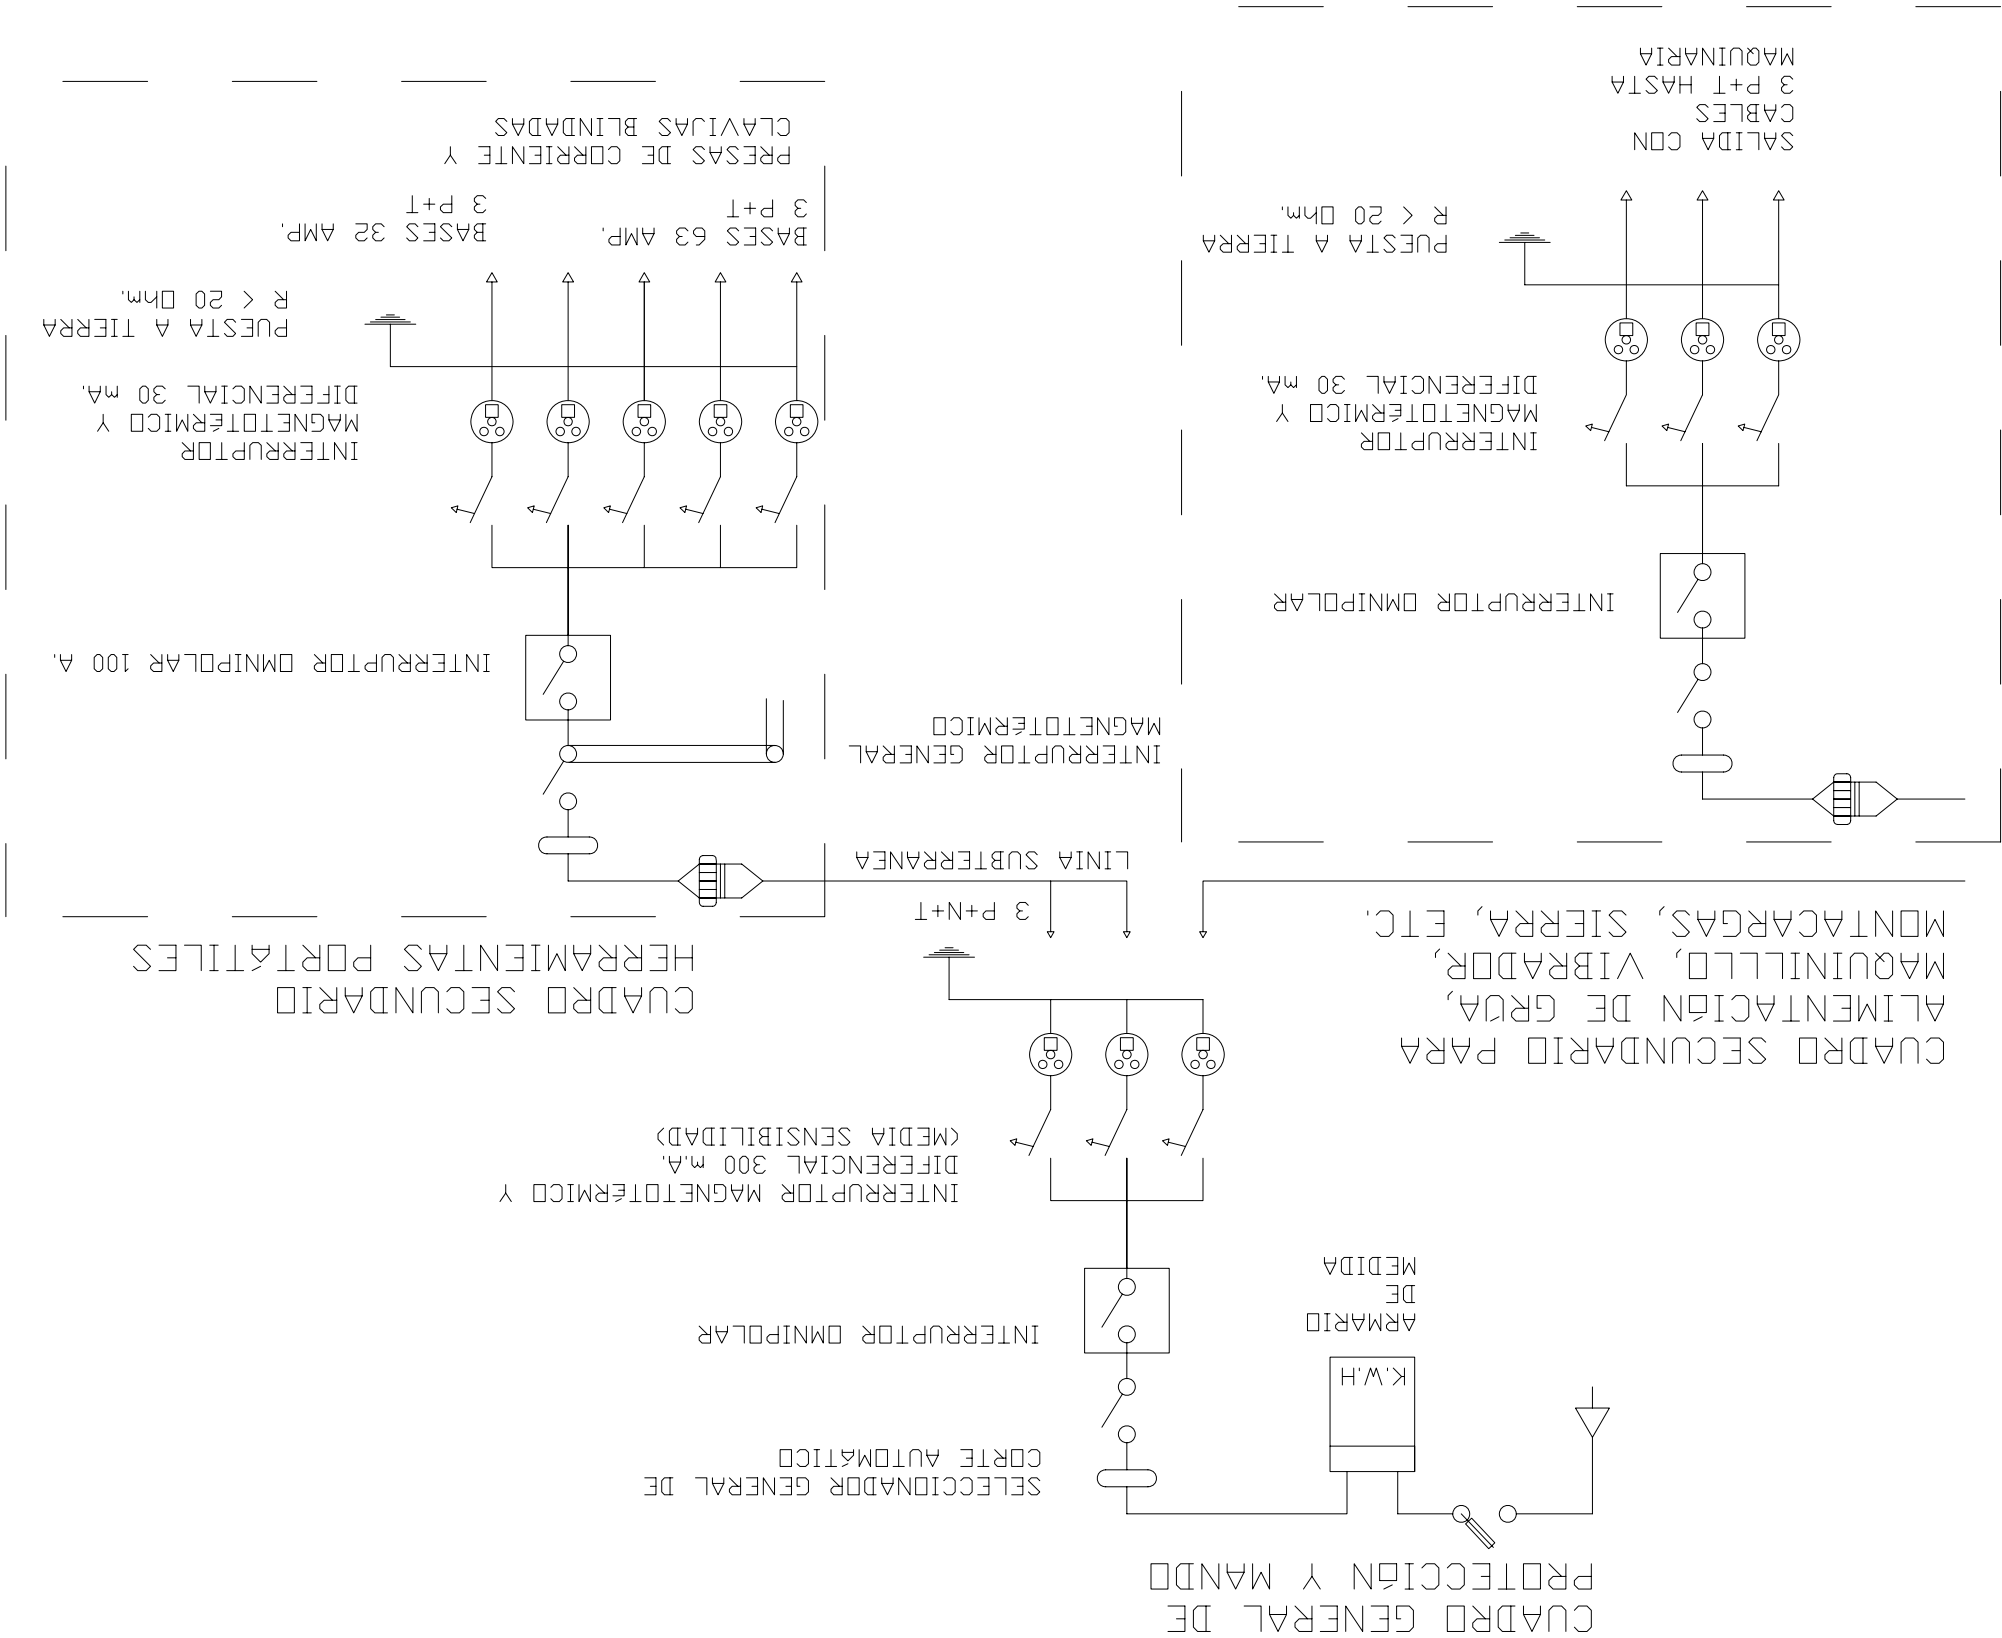 CUADRO GENERAL DE
PROTECCIÓN Y MANDO
SELECCIONADOR GENERAL DE
CORTE AUTOMÁTICO
K.W.H
ARMARIO
DE
MEDIDA
INTERRUPTOR OMNIPOLAR
INTERRUPTOR MAGNETOTÉRMICO Y
DIFERENCIAL 300 m.A.
(MEDIA SENSIBILIDAD)
CUADRO SECUNDARIO PARA
ALIMENTACIÓN DE GRÚA,
MAQUINILLLO, VIBRADOR,
MONTACARGAS, SIERRA, ETC.
3 P+N+T
LINIA SUBTERRANEA
CUADRO SECUNDARIO
HERRAMIENTAS PORTÁTILES
INTERRUPTOR GENERAL
MAGNETOTÉRMICO
INTERRUPTOR OMNIPOLAR
INTERRUPTOR
MAGNETOTÉRMICO Y
DIFERENCIAL 30 mA.
PUESTA A TIERRA
R < 20 Ohm.
SALIDA CON
CABLES
3 P+T HASTA
MAQUINARIA
INTERRUPTOR OMNIPOLAR 100 A.
INTERRUPTOR
MAGNETOTÉRMICO Y
DIFERENCIAL 30 mA.
PUESTA A TIERRA
R < 20 Ohm.
BASES 63 AMP.
3 P+T
BASES 32 AMP.
3 P+T
PRESAS DE CORRIENTE Y
CLAVIJAS BLINDADAS